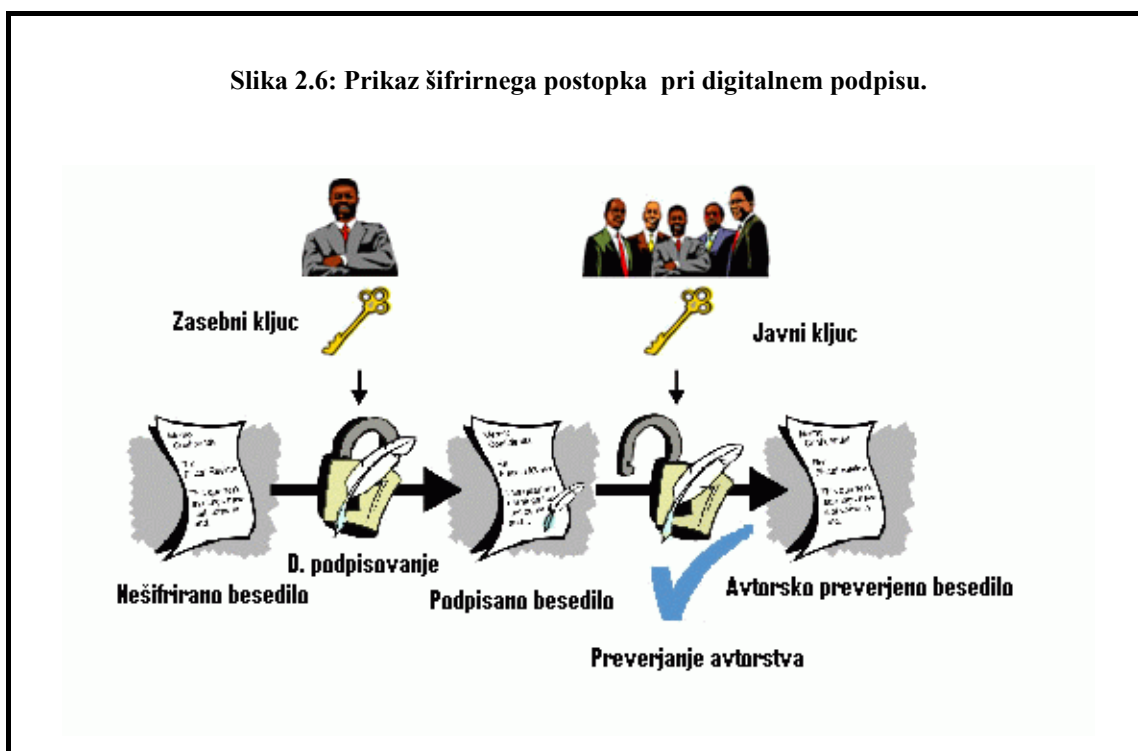 Slika 2.6: Prikaz šifrirnega postopka pri digitalnem podpisu.
Zasebni kljuc
Javni kljuc
D. podpisovanje
Nešifrirano besedilo
Podpisano besedilo
Avtorsko preverjeno besedilo
Preverjanje avtorstva